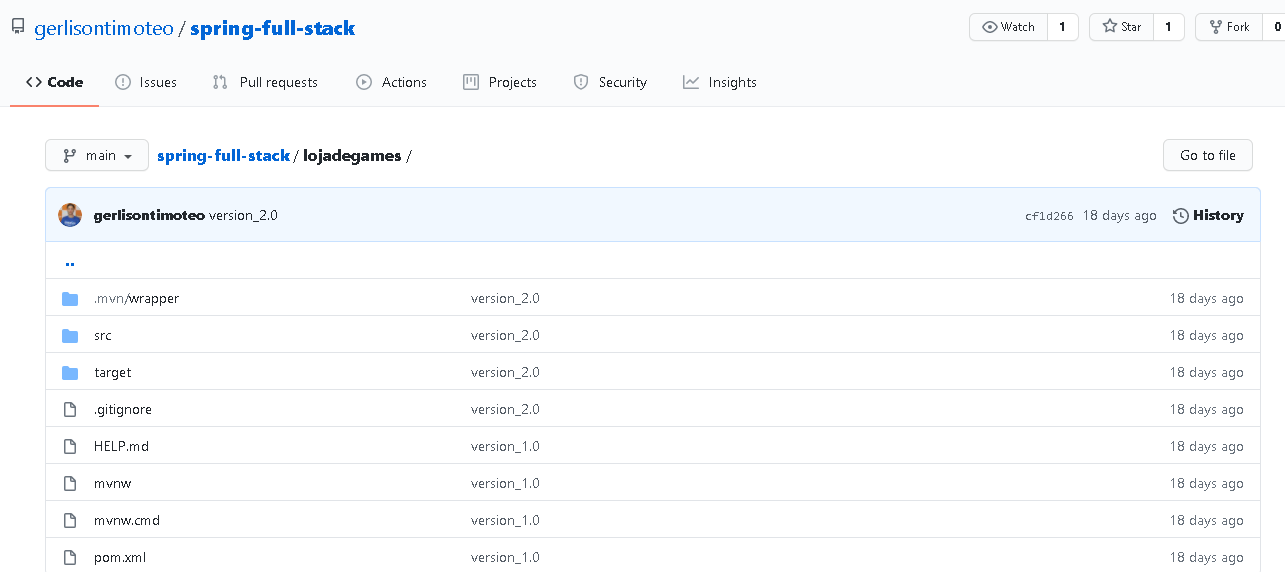 gerlisontimoteo / spring-full-stack
Watch 1 Star 1 Fork 0
Code Issues Pull requests Actions Projects Security Insights
main spring-full-stack / lojadegames / Go to file
gerlisontimoteo version_2.0 cf1d266 18 days ago History
..
.mvn/wrapper version_2.0 18 days ago
src version_2.0 18 days ago
target version_2.0 18 days ago
.gitignore version_2.0 18 days ago
HELP.md version_1.0 18 days ago
mvnw version_1.0 18 days ago
mvnw.cmd version_1.0 18 days ago
pom.xml version_1.0 18 days ago